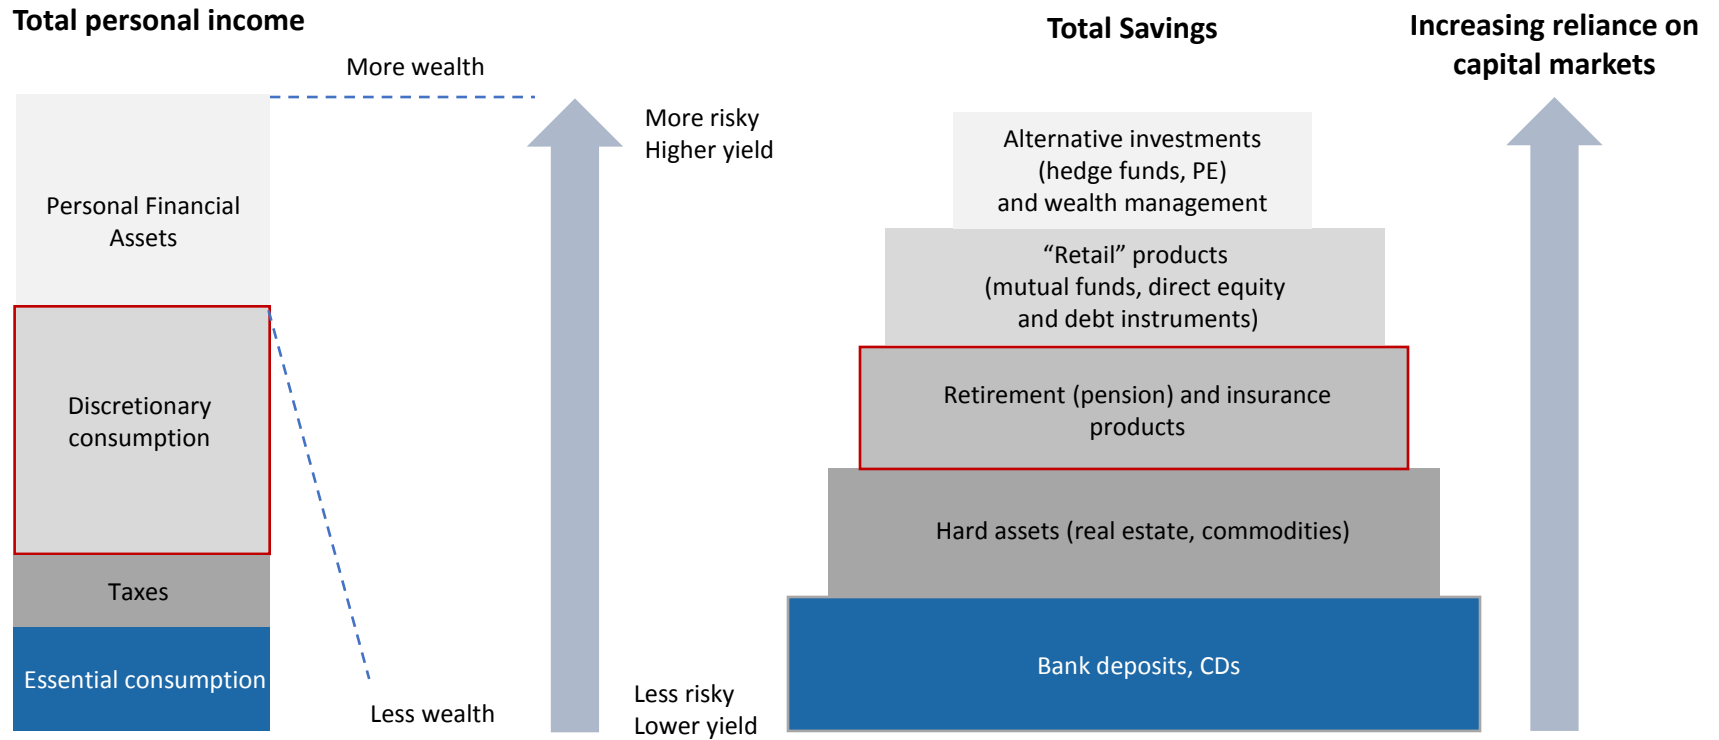 Total personal income
More wealth
Personal Financial
Assets
Discretionary
consumption
Taxes
Essential consumption
Less wealth
More risky
Higher yield
Less risky
Lower yield
Total Savings
Alternative investments
(hedge funds, PE)
and wealth management
“Retail” products
(mutual funds, direct equity
and debt instruments)
Retirement (pension) and insurance
products
Hard assets (real estate, commodities)
Bank deposits, CDs
Increasing reliance on
capital markets